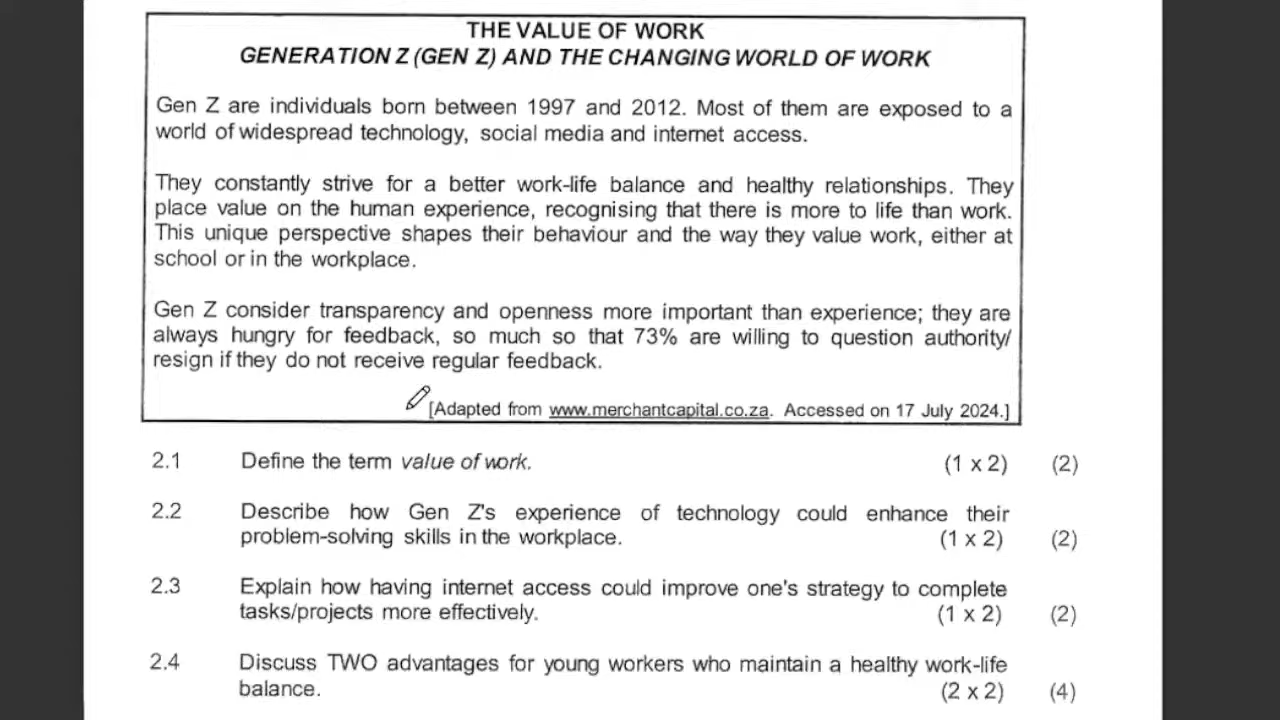 THE VALUE OF WORK
GENERATION Z (GEN Z) AND THE CHANGING WORLD OF WORK
Gen Z are individuals born between 1997 and 2012. Most of them are exposed to a
world of widespread technology, social media and internet access.
They constantly strive for a better work-life balance and healthy relationships. They
place value on the human experience, recognising that there is more to life than work.
This unique perspective shapes their behaviour and the way they value work, either at
school or in the workplace.
Gen Z consider transparency and openness more important than experience; they are
always hungry for feedback, so much so that 73% are willing to question authority/
resign if they do not receive regular feedback.
[Adapted from www.merchantcapital.co.za. Accessed on 17 July 2024.]
2.1 Define the term value of work. (1 x 2) (2)
2.2 Describe how Gen Z's experience of technology could enhance their
problem-solving skills in the workplace. (1 x 2) (2)
2.3 Explain how having internet access could improve one's strategy to complete
tasks/projects more effectively. (1 x 2) (2)
2.4 Discuss TWO advantages for young workers who maintain a healthy work-life
balance. (2 x 2) (4)